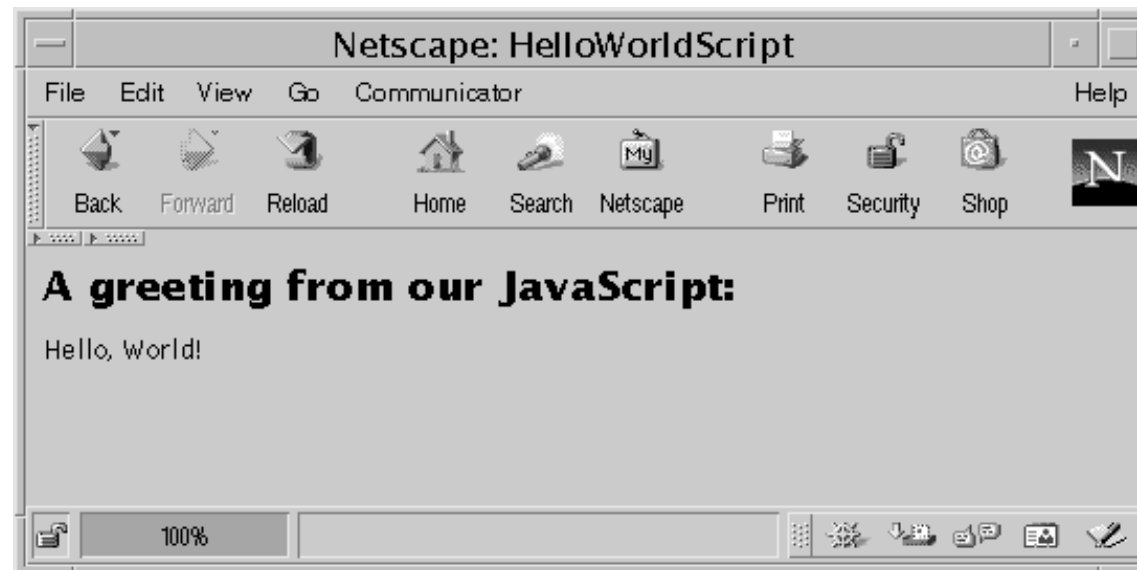 Netscape: HelloWorldScript
File Edit View Go Communicator Help
My N
Back Forward Reload Home Search Netscape Print Security Shop
A greeting from our JavaScript:
Hello, World!
100%